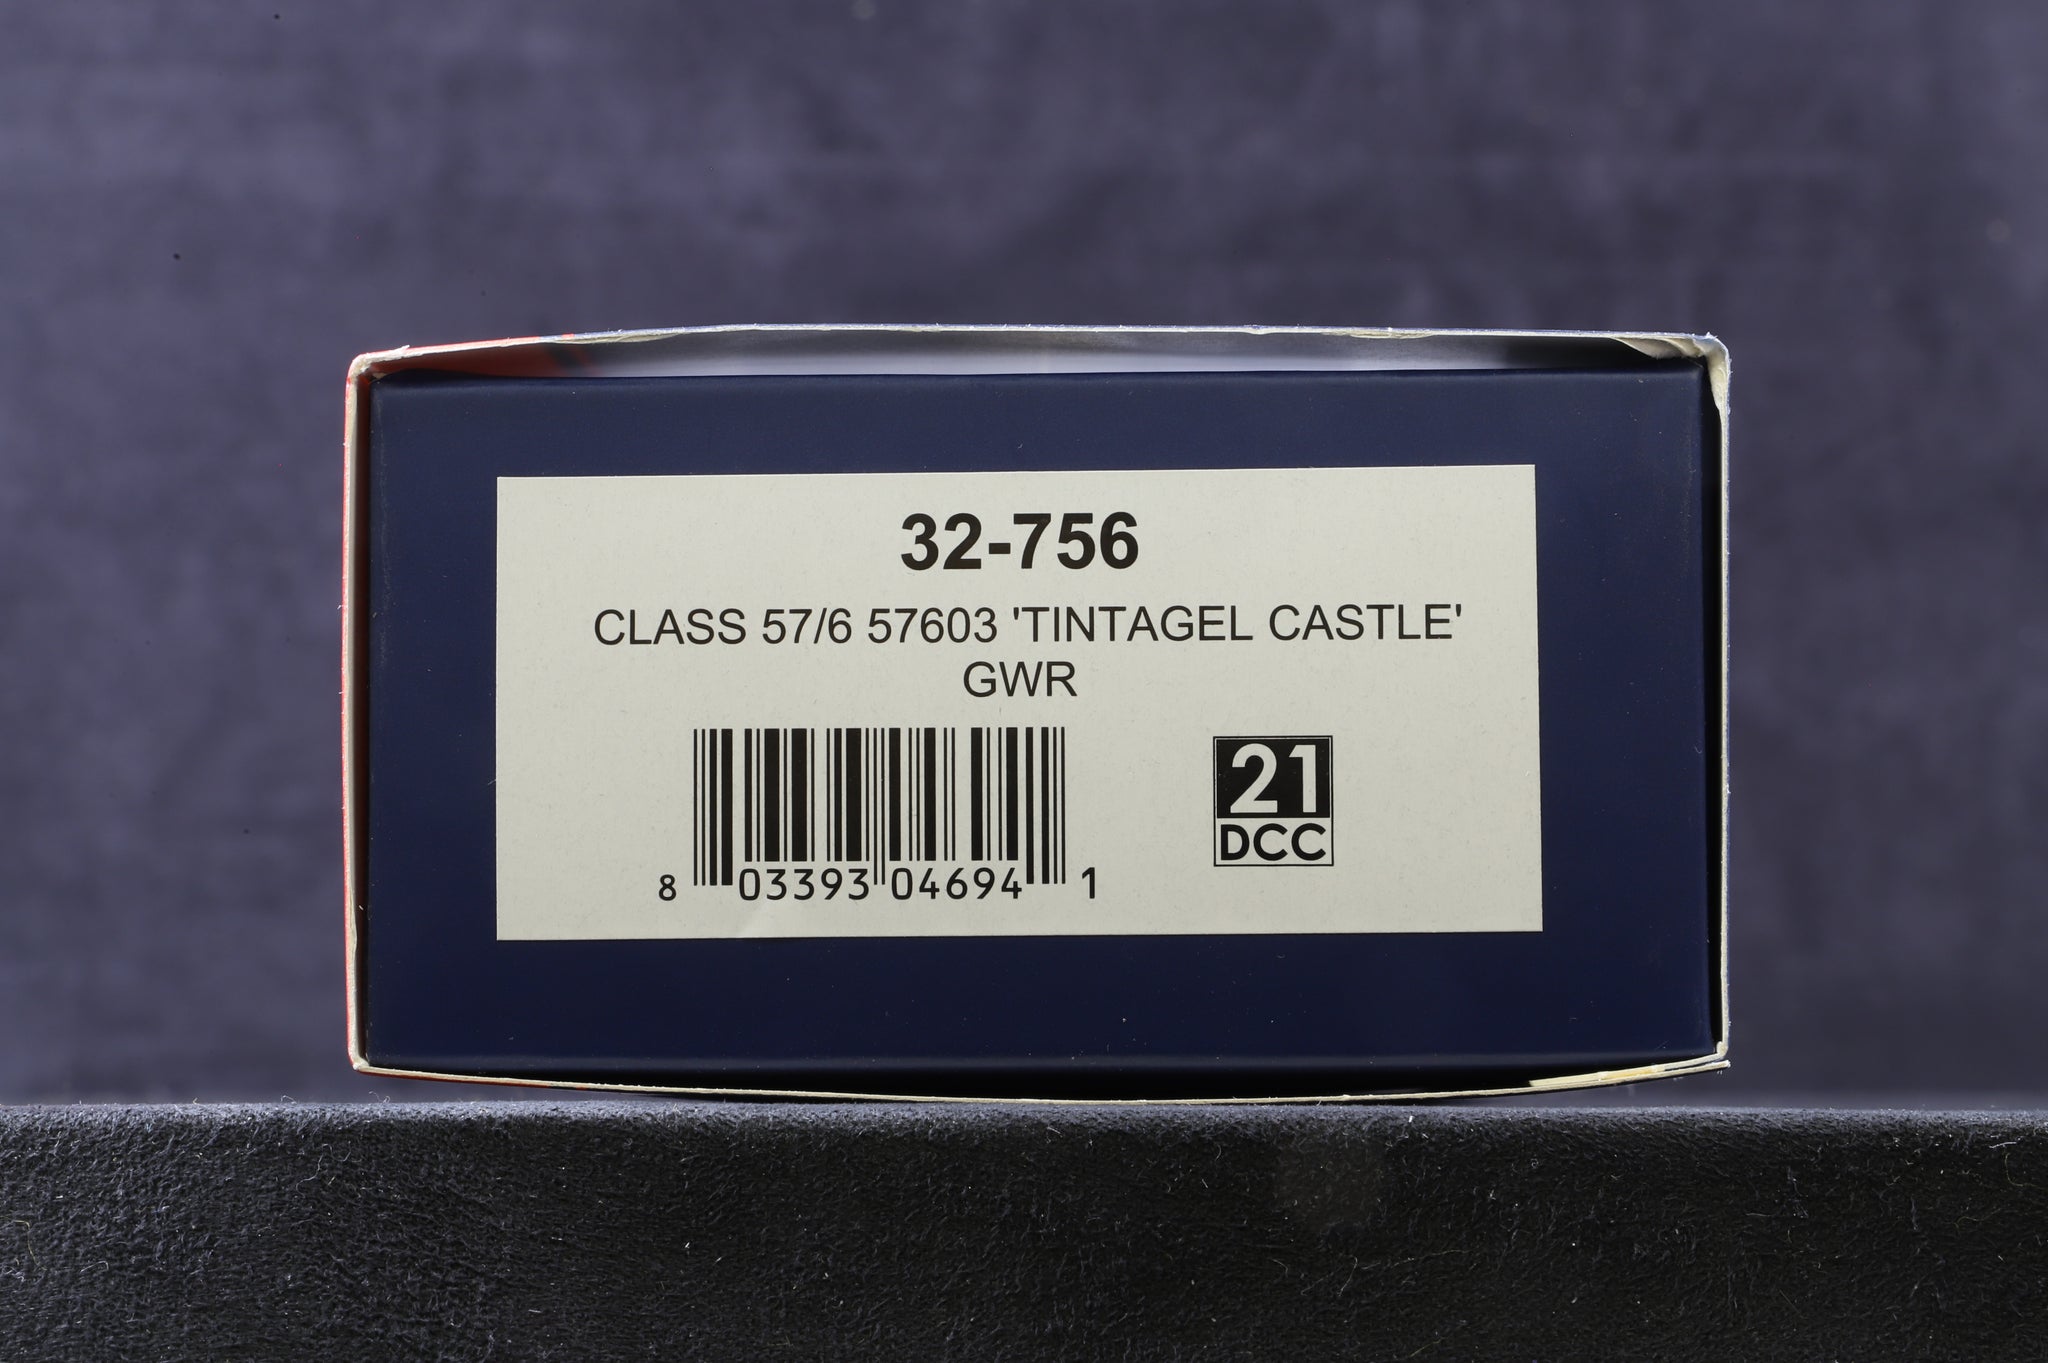 32-756
CLASS 57/6 57603 'TINTAGEL CASTLE'
GWR
8 03393 04694 1
21
DCC